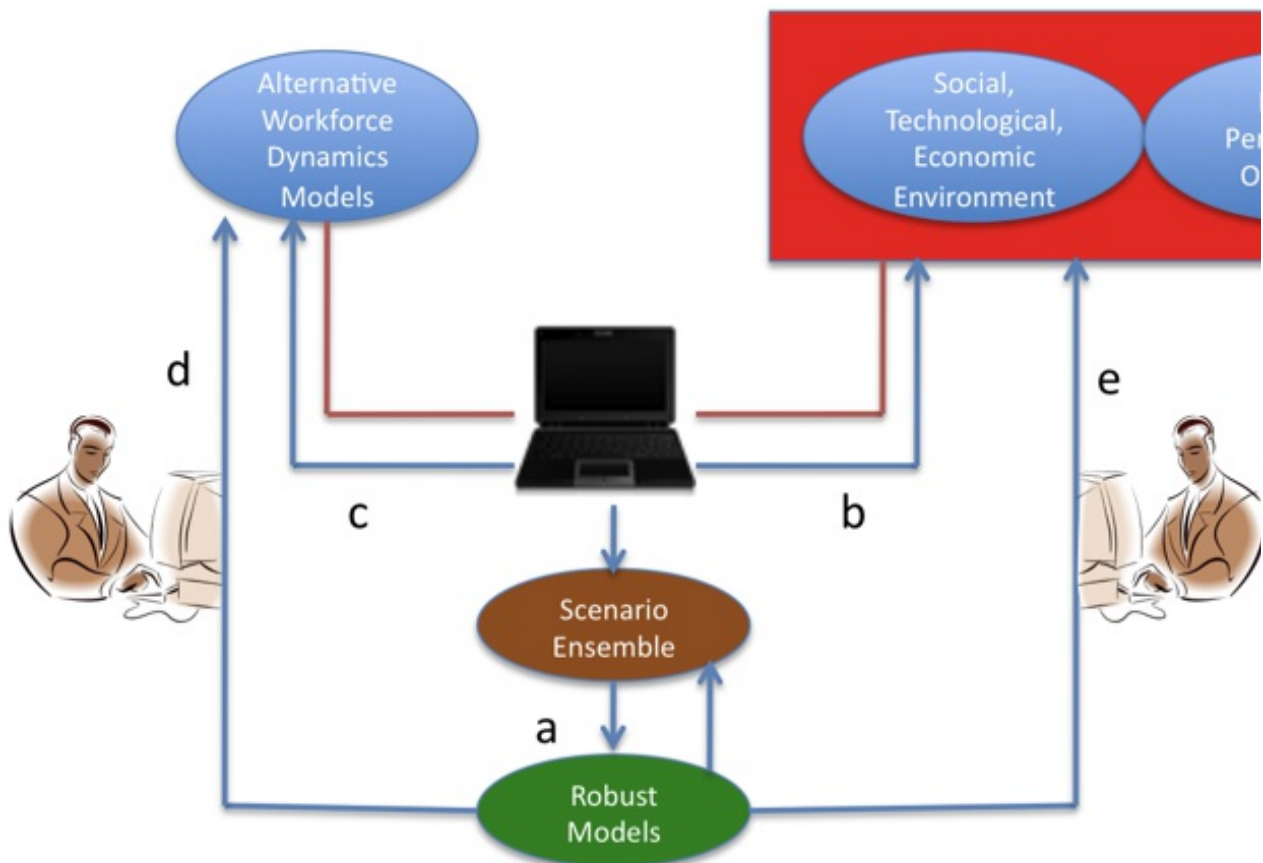 Alternative
Workforce
Dynamics
Models
Social,
Technological,
Economic
Environment
d
e
c
b
Scenario
Ensemble
a
Robust
Models